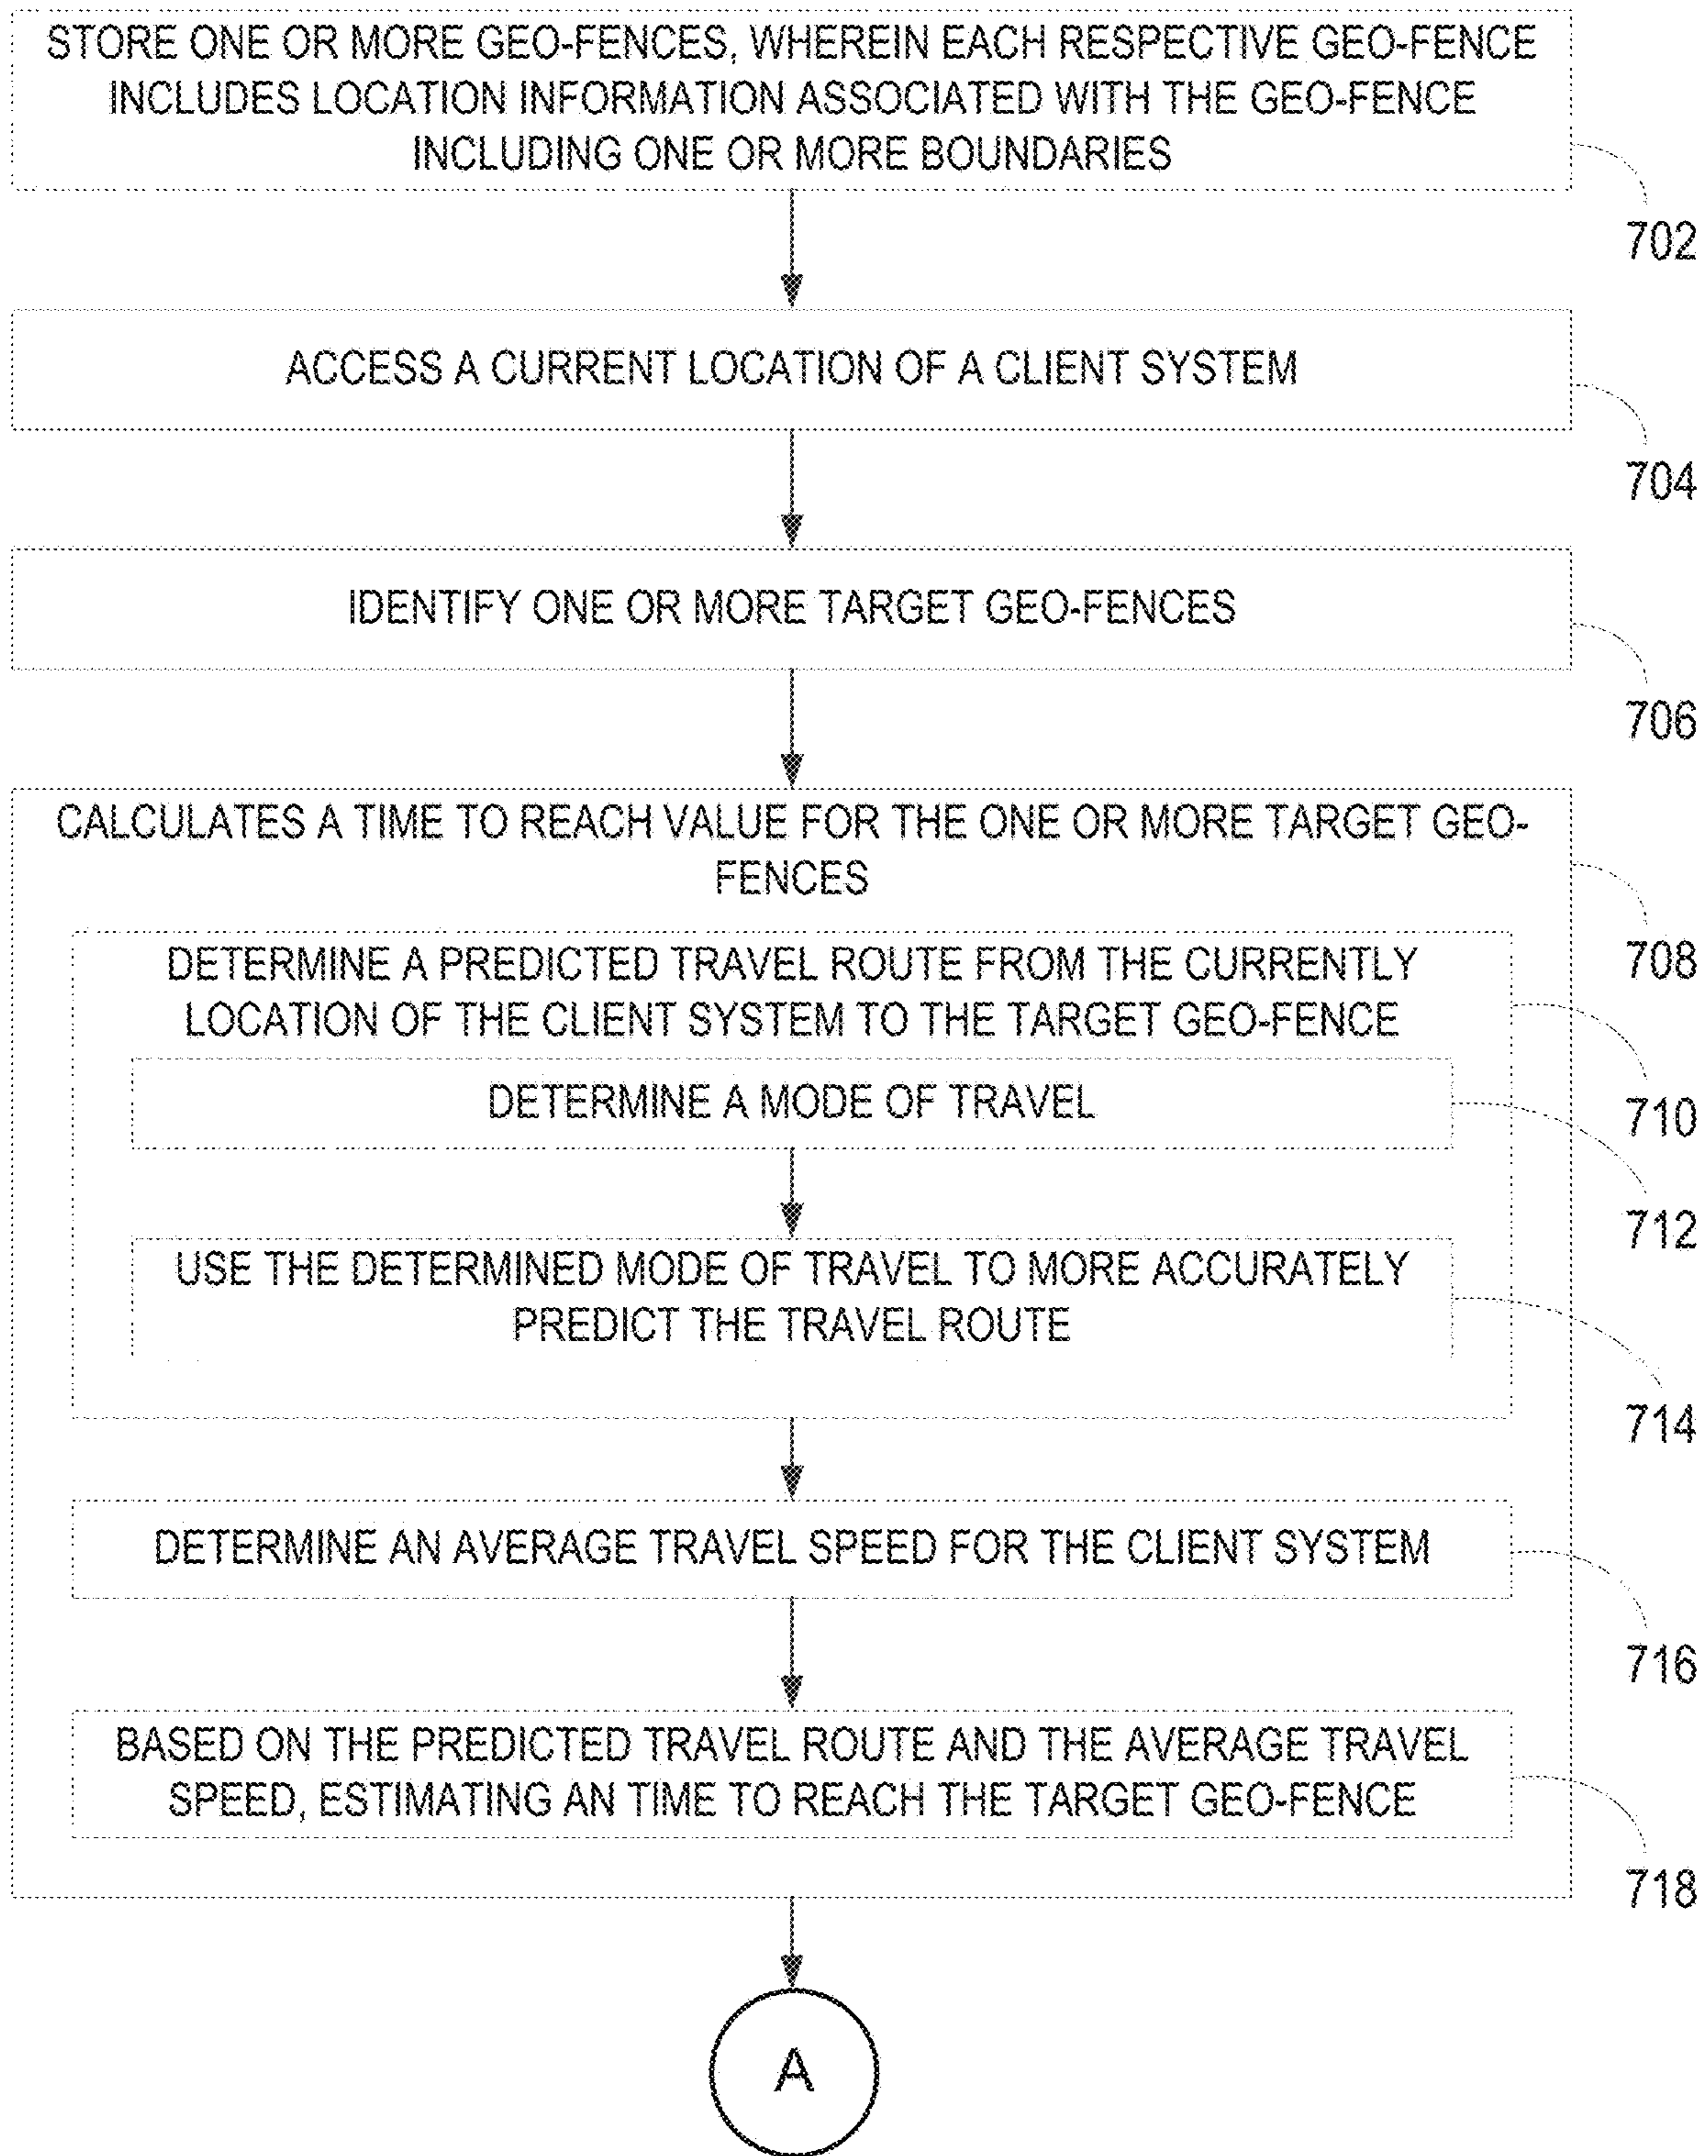 STORE ONE OR MORE GEO-FENCES, WHEREIN EACH RESPECTIVE GEO-FENCE
INCLUDES LOCATION INFORMATION ASSOCIATED WITH THE GEO-FENCE
INCLUDING ONE OR MORE BOUNDARIES
702
ACCESS A CURRENT LOCATION OF A CLIENT SYSTEM
704
IDENTIFY ONE OR MORE TARGET GEO-FENCES
706
CALCULATES A TIME TO REACH VALUE FOR THE ONE OR MORE TARGET GEO-
FENCES
708
DETERMINE A PREDICTED TRAVEL ROUTE FROM THE CURRENTLY
LOCATION OF THE CLIENT SYSTEM TO THE TARGET GEO-FENCE
710
DETERMINE A MODE OF TRAVEL
712
USE THE DETERMINED MODE OF TRAVEL TO MORE ACCURATELY
PREDICT THE TRAVEL ROUTE
714
DETERMINE AN AVERAGE TRAVEL SPEED FOR THE CLIENT SYSTEM
716
BASED ON THE PREDICTED TRAVEL ROUTE AND THE AVERAGE TRAVEL
SPEED, ESTIMATING AN TIME TO REACH THE TARGET GEO-FENCE
718
A